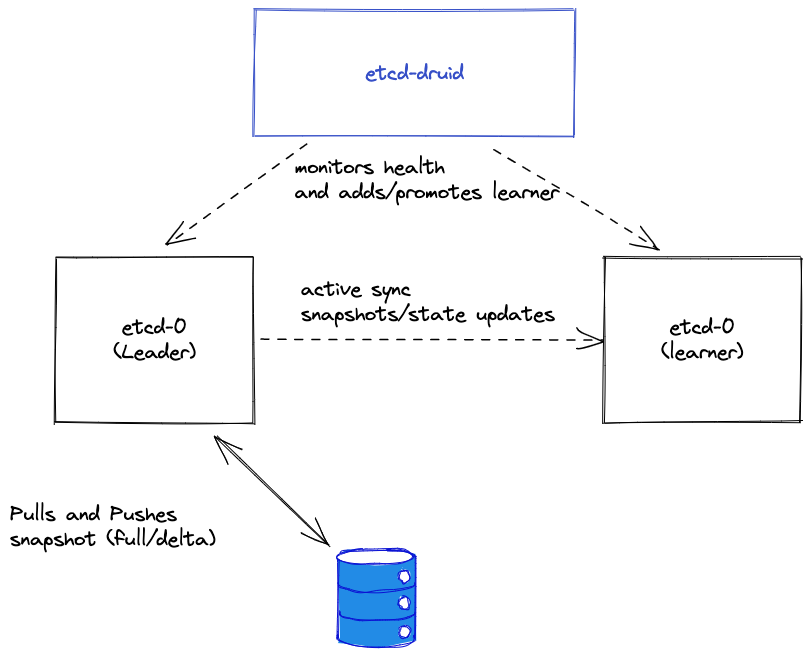 etcd-druid
monitors health
and adds/promotes learner
active sync
snapshots/state updates
etcd-0
(Leader)
etcd-0
(learner)
Pulls and Pushes
snapshot (full/delta)